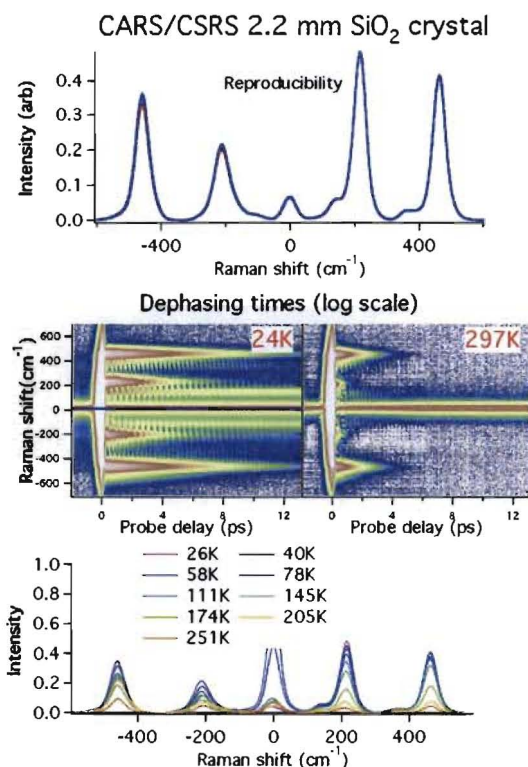 CARS/CSRS 2.2 mm SiO2 crystal
Reproducibility
Intensity (arb)
0.4
0.3
0.2
0.1
0.0
-400 0 400
Raman shift (cm-1)
Dephasing times (log scale)
24K 297K
Raman shift(cm-1)
600
400
200
0
-200
-400
-600
0 4 8 12 0 4 8 12
Probe delay (ps) Probe delay (ps)
26K 40K
58K 78K
111K 145K
174K 205K
251K
Intensity
1.0
0.8
0.6
0.4
0.2
0.0
-400 -200 0 200 400
Raman shift (cm-1)